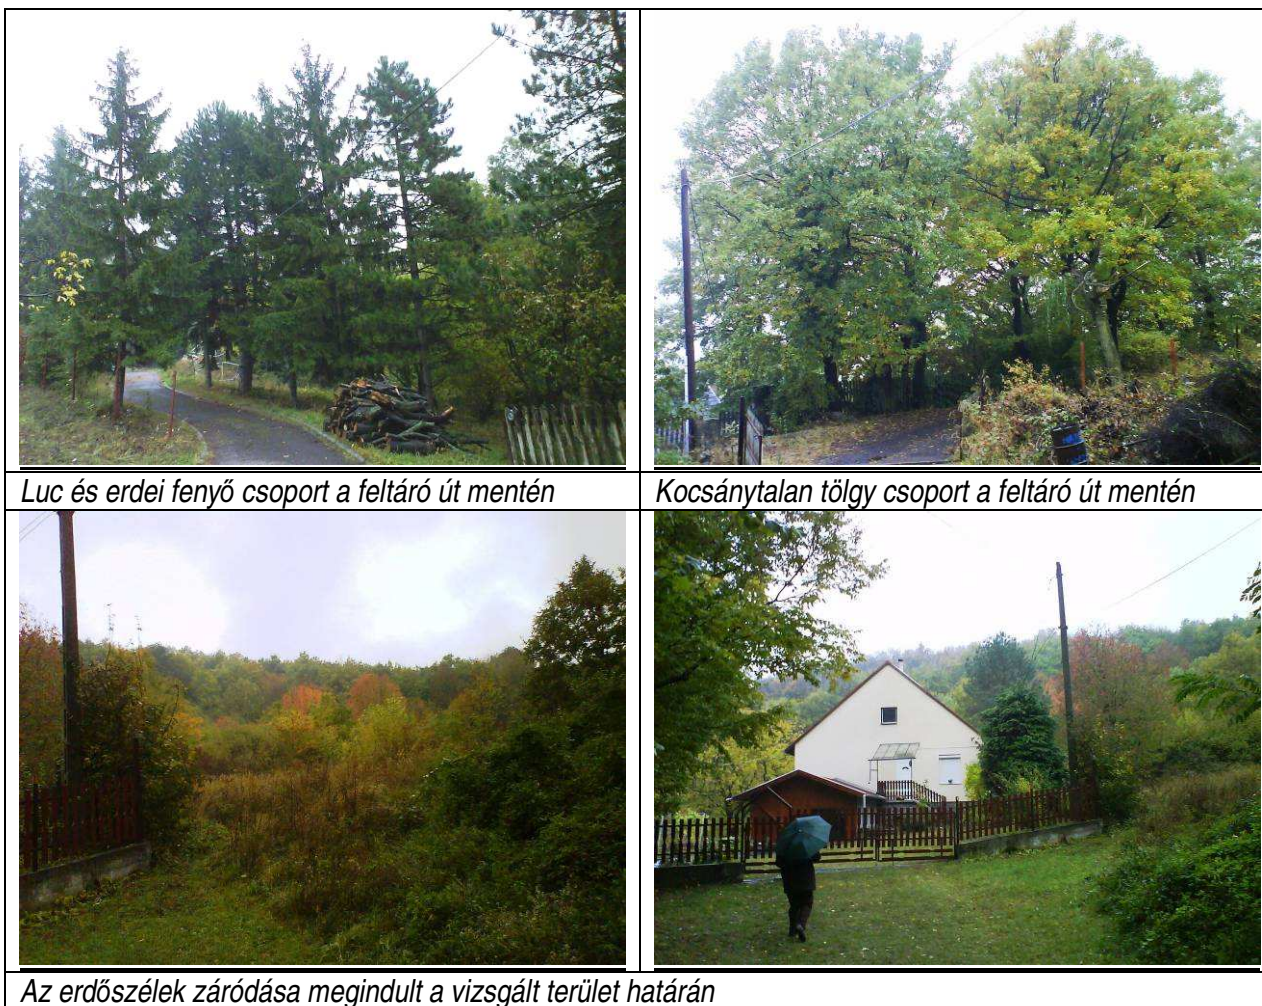 Luc és erdei fenyő csoport a feltáró út mentén
Kocsánytalan tölgy csoport a feltáró út mentén
Az erdőszélek záródása megindult a vizsgált terület határán